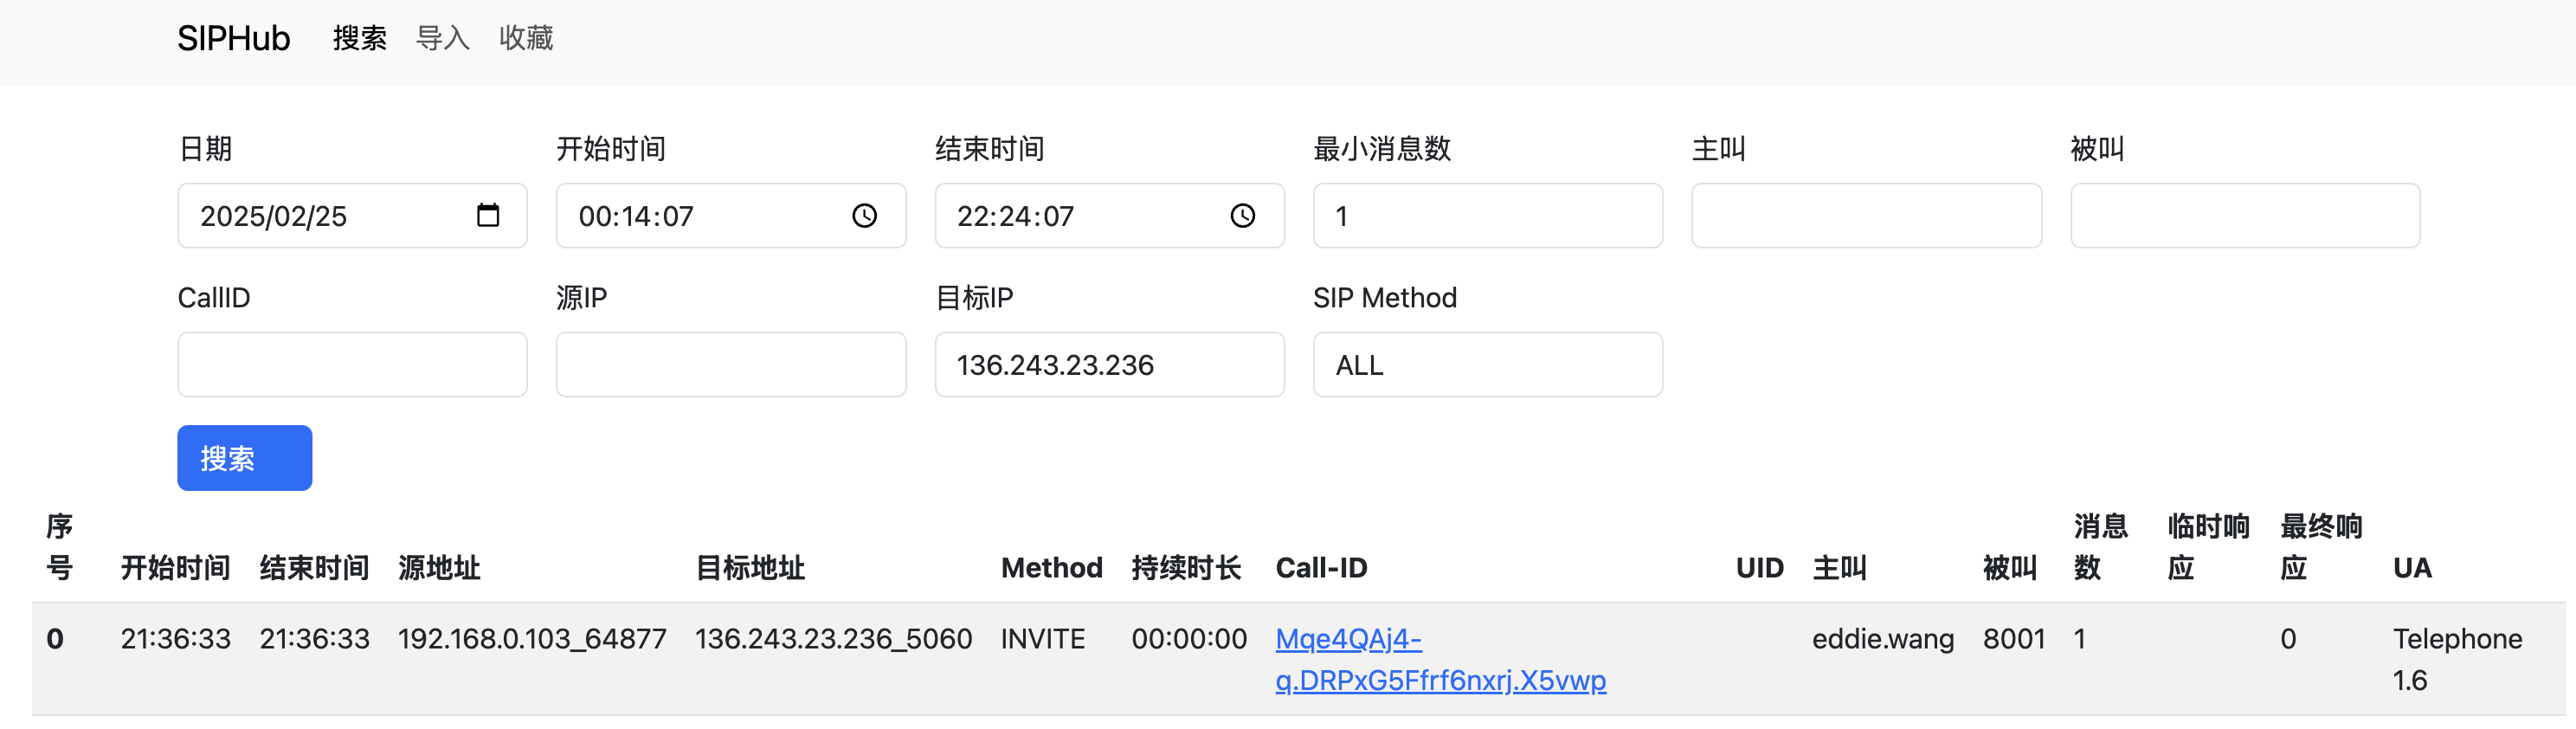 SIPHub 搜索 导入 收藏
日期 开始时间 结束时间 最小消息数 主叫 被叫
2025/02/25 00:14:07 22:24:07 1
CallID 源IP 目标IP SIP Method
136.243.23.236 ALL
搜索
序号 开始时间 结束时间 源地址 目标地址 Method 持续时长 Call-ID UID 主叫 被叫 消息数 临时响应 最终响应 UA
0 21:36:33 21:36:33 192.168.0.103_64877 136.243.23.236_5060 INVITE 00:00:00 Mqe4QAj4- eddie.wang 8001 1 0 Telephone
q.DRPxG5Ffrf6nxrj.X5vwp 1.6